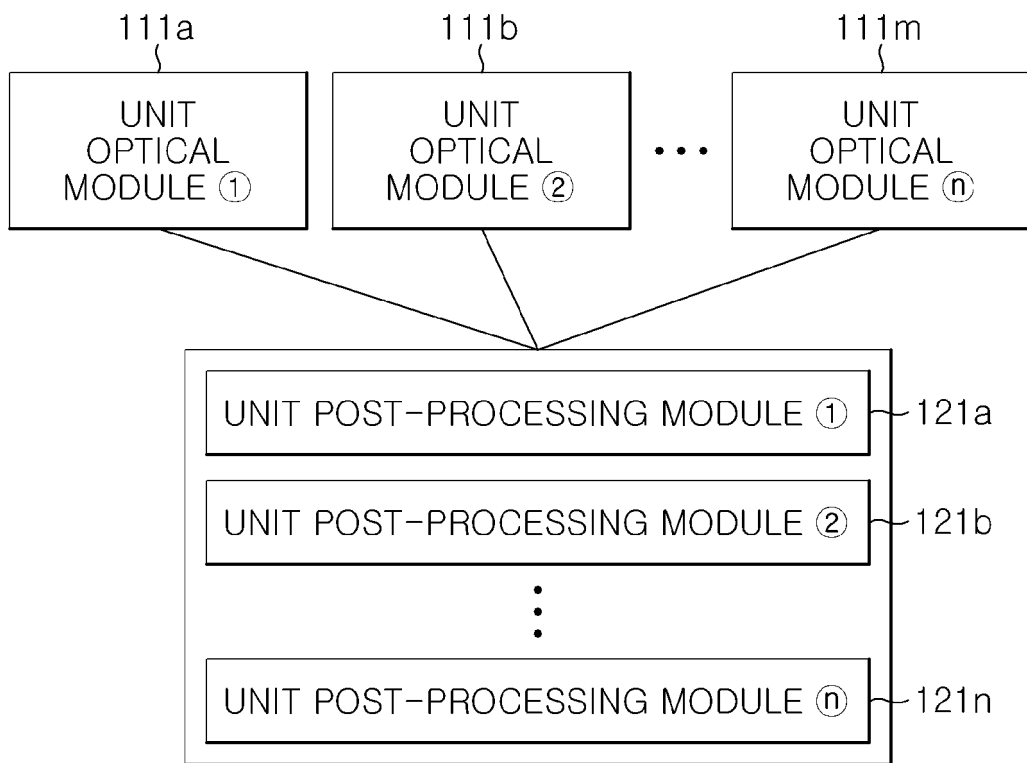 111a 111b 111m
UNIT
OPTICAL
MODULE ①
UNIT
OPTICAL
MODULE ②
•••
UNIT
OPTICAL
MODULE ⓝ
UNIT POST-PROCESSING MODULE ① 121a
UNIT POST-PROCESSING MODULE ② 121b
UNIT POST-PROCESSING MODULE ⓝ 121n